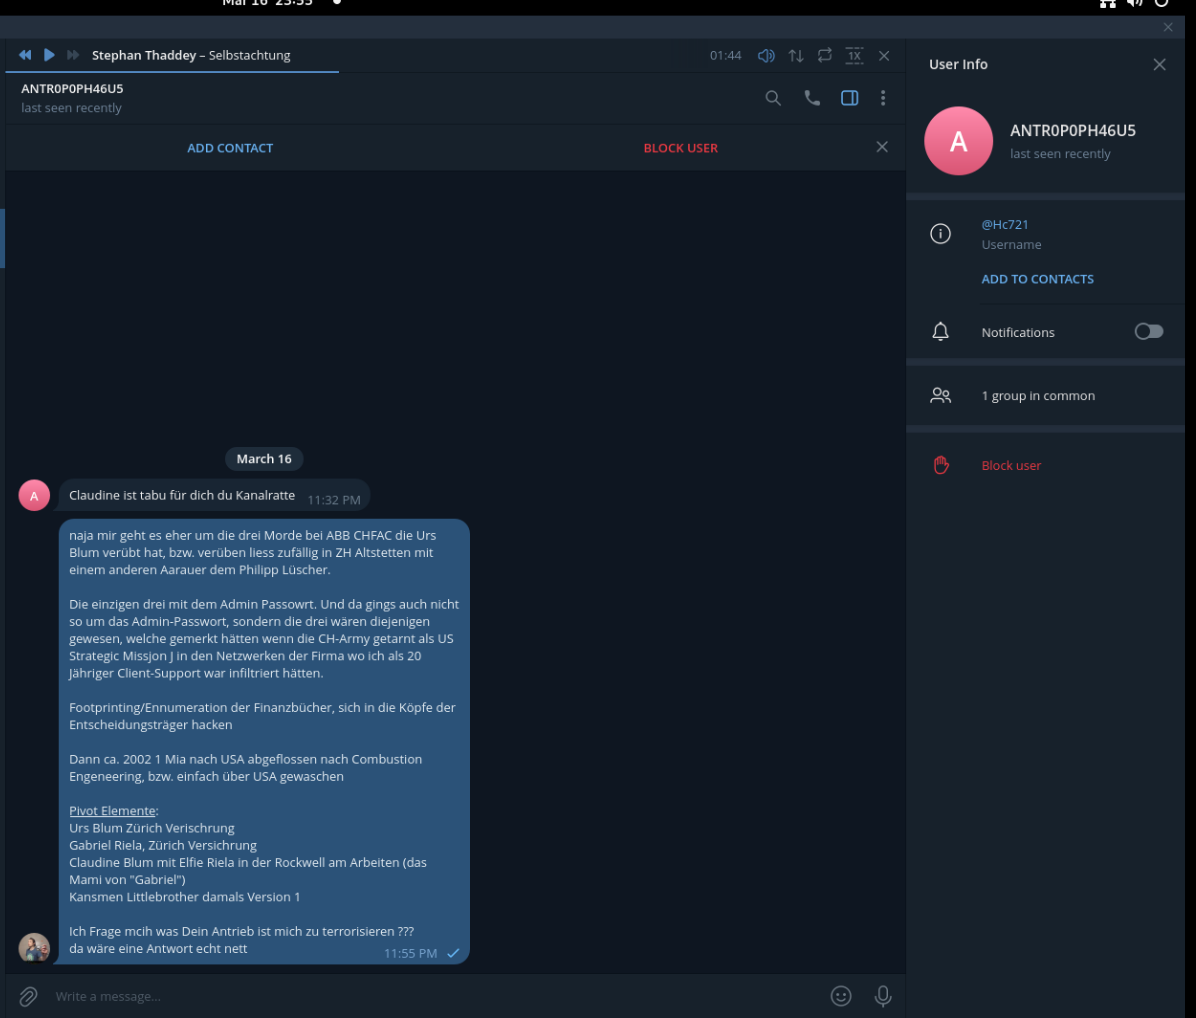 Mar 16 23:55
Stephan Thaddey – Selbstachtung
01:44
1X
ANTR0P0PH46U5
last seen recently
ADD CONTACT
BLOCK USER
March 16
A
Claudine ist tabu für dich du Kanalratte
11:32 PM
naja mir geht es eher um die drei Morde bei ABB CHFAC die Urs
Blum verübt hat, bzw. verüben liess zufällig in ZH Altstetten mit
einem anderen Aarauer dem Philipp Lüscher.
Die einzigen drei mit dem Admin Passowrt. Und da gings auch nicht
so um das Admin-Passwort, sondern die drei wären diejenigen
gewesen, welche gemerkt hätten wenn die CH-Army getarnt als US
Strategic Missjon J in den Netzwerken der Firma wo ich als 20
Jähriger Client-Support war infiltriert hätten.
Footprinting/Ennumeration der Finanzbücher, sich in die Köpfe der
Entscheidungsträger hacken
Dann ca. 2002 1 Mia nach USA abgeflossen nach Combustion
Engeneering, bzw. einfach über USA gewaschen
Pivot Elemente:
Urs Blum Zürich Verischrung
Gabriel Riela, Zürich Versichrung
Claudine Blum mit Elfie Riela in der Rockwell am Arbeiten (das
Mami von "Gabriel")
Kansmen Littlebrother damals Version 1
Ich Frage mcih was Dein Antrieb ist mich zu terrorisieren ???
da wäre eine Antwort echt nett
11:55 PM
Write a message...
User Info
A
ANTR0P0PH46U5
last seen recently
@Hc721
Username
ADD TO CONTACTS
Notifications
1 group in common
Block user